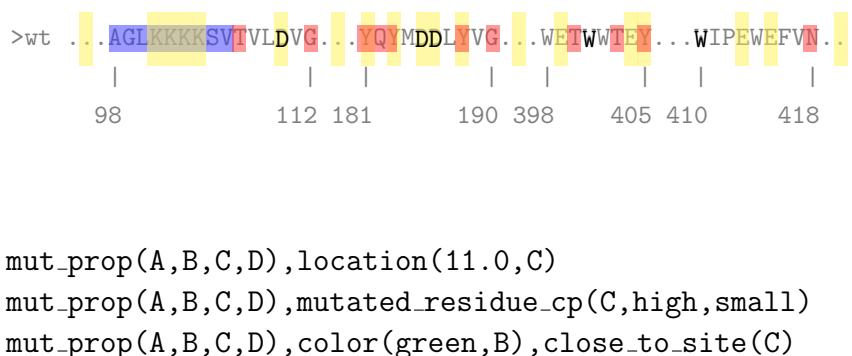 >wt ...AGLKKKKSVTVLDVG...YQYMDDLYVG...WETWWTEY...WIPEWEFVN..
| | | | | | | |
98 112 181 190 398 405 410 418
mut_prop(A,B,C,D),location(11.0,C)
mut_prop(A,B,C,D),mutated_residue_cp(C,high,small)
mut_prop(A,B,C,D),color(green,B),close_to_site(C)